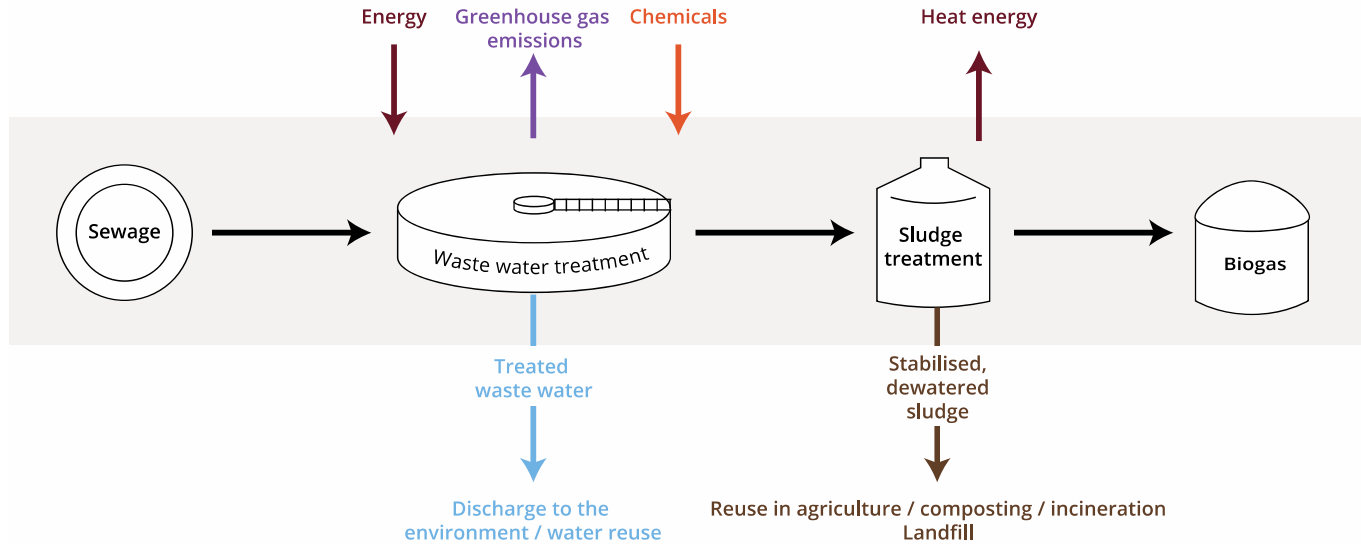 Energy
Greenhouse gas
emissions
Chemicals
Heat energy
Sewage
Waste water treatment
Sludge
treatment
Biogas
Treated
waste water
Stabilised,
dewatered
sludge
Discharge to the
environment / water reuse
Reuse in agriculture / composting / incineration
Landfill